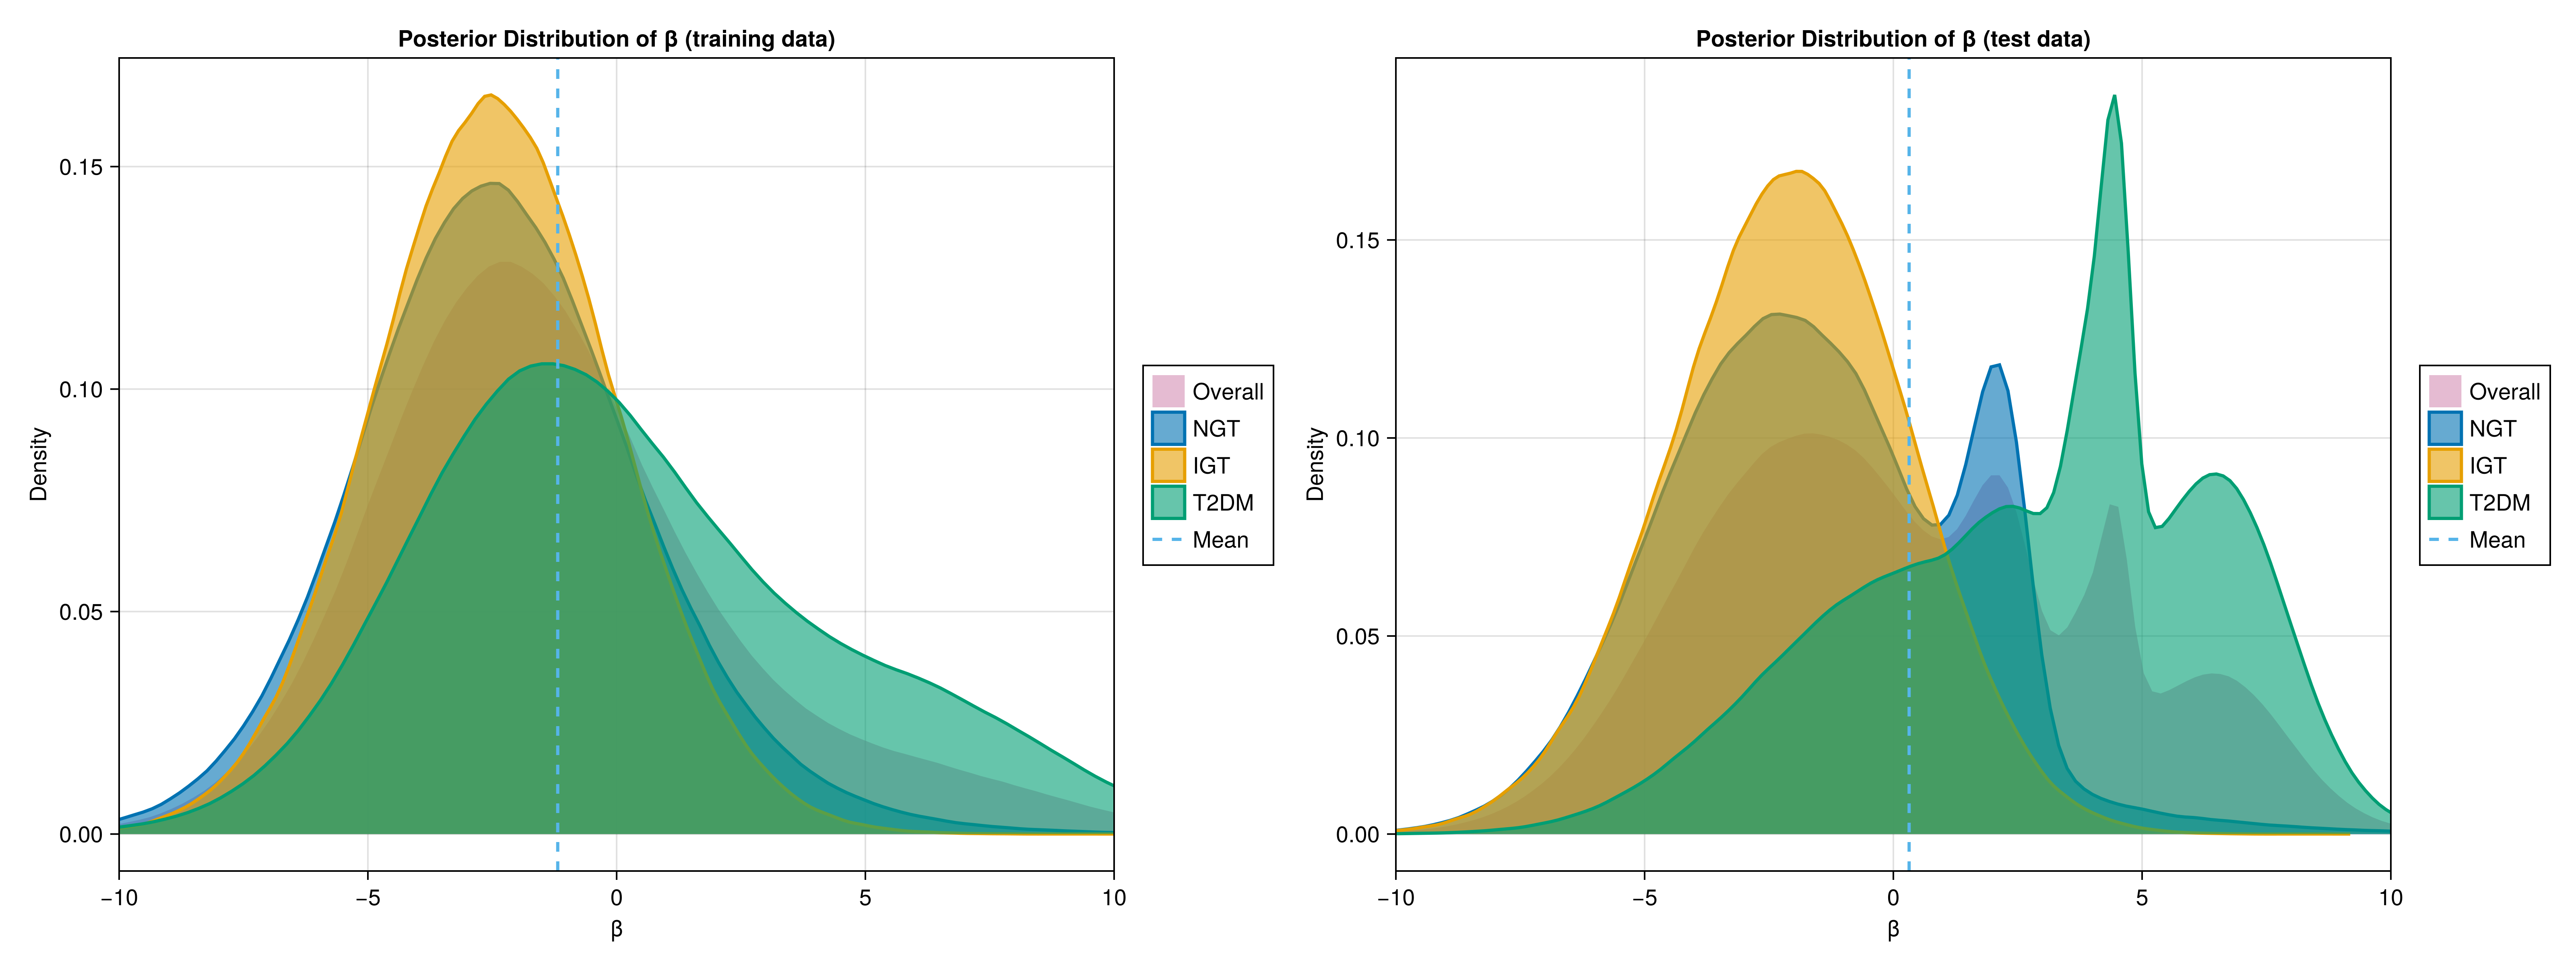 Posterior Distribution of β (training data)
Density
0.15
0.10
0.05
0.00
−10
−5
0
5
10
β
Overall
NGT
IGT
T2DM
Mean
Posterior Distribution of β (test data)
Density
0.15
0.10
0.05
0.00
−10
−5
0
5
10
β
Overall
NGT
IGT
T2DM
Mean